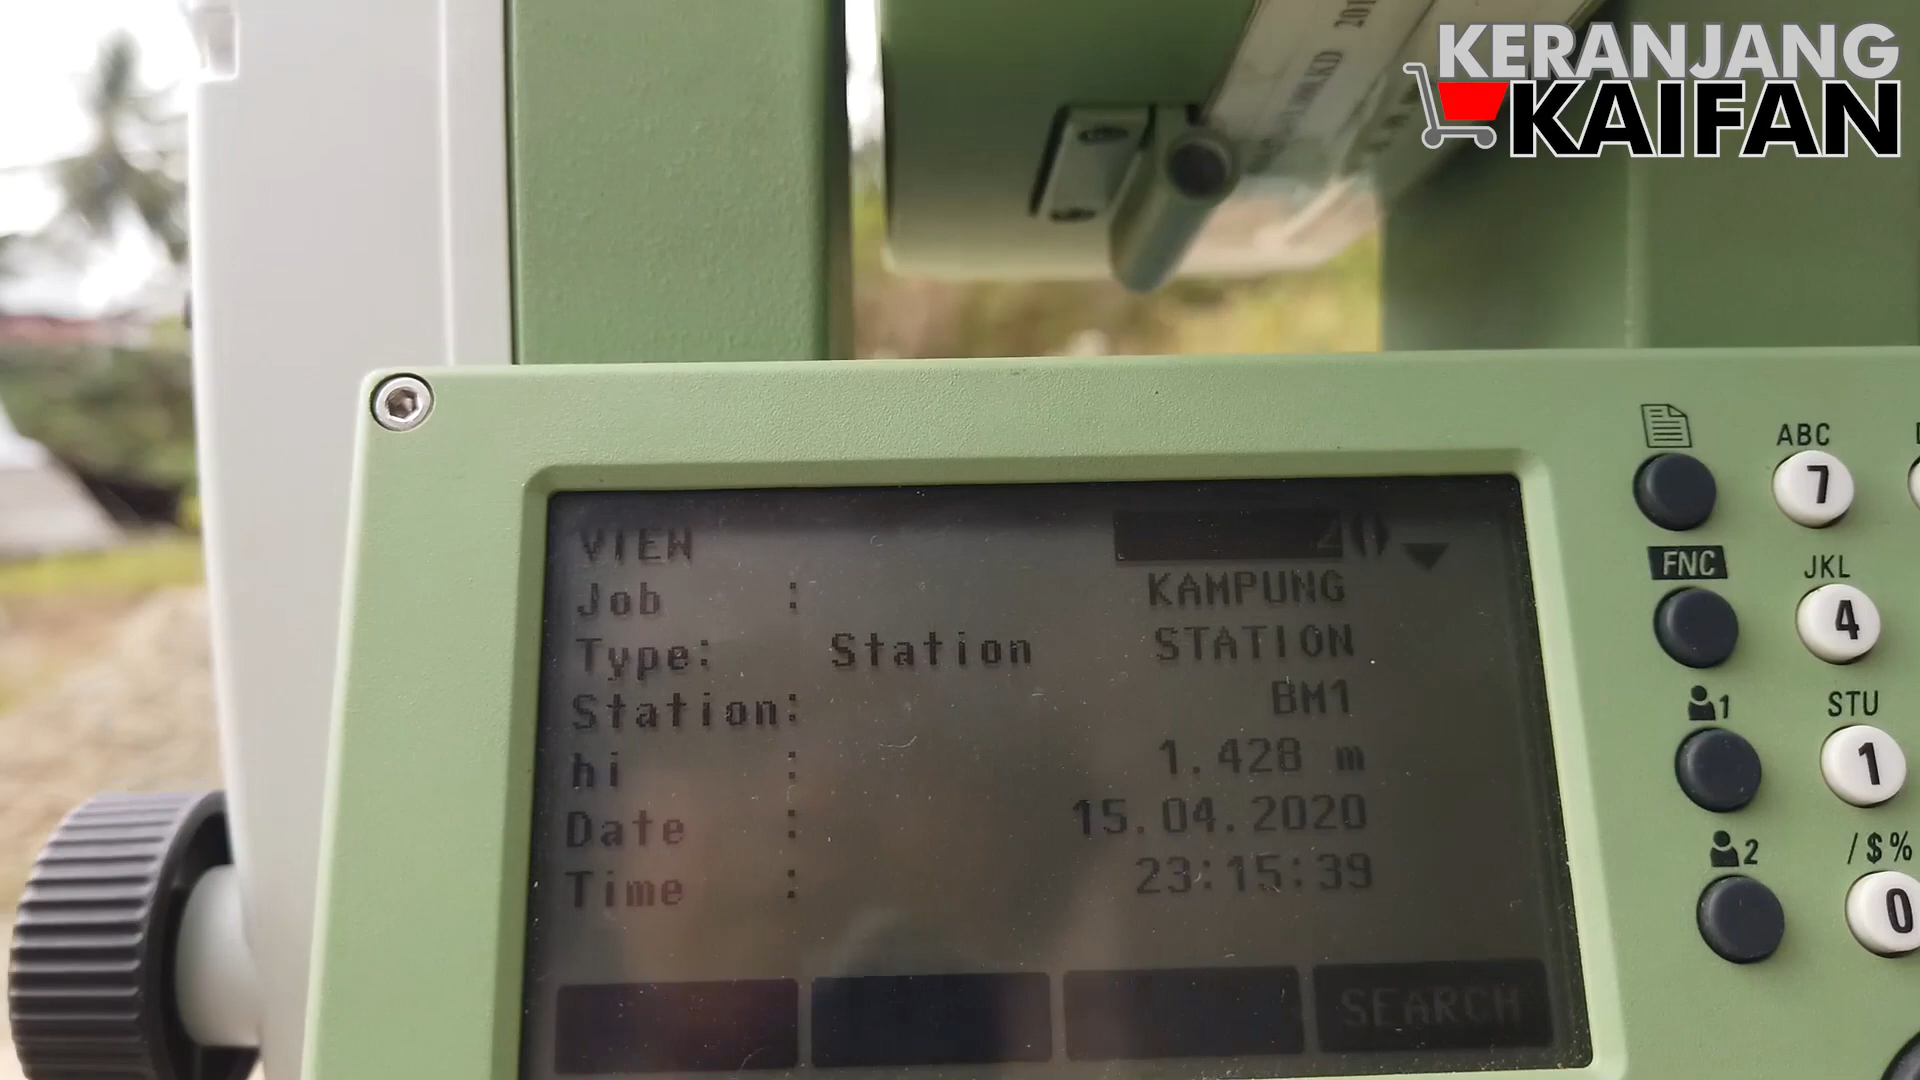 KERANJANG
KAIFAN
201
VIEW
Job : KAMPUNG
Type: Station STATION
Station: BM1
hi : 1.428 m
Date : 15.04.2020
Time : 23:15:39
SEARCH
ABC
7
FNC
JKL
4
1
STU
1
2
/$%
0